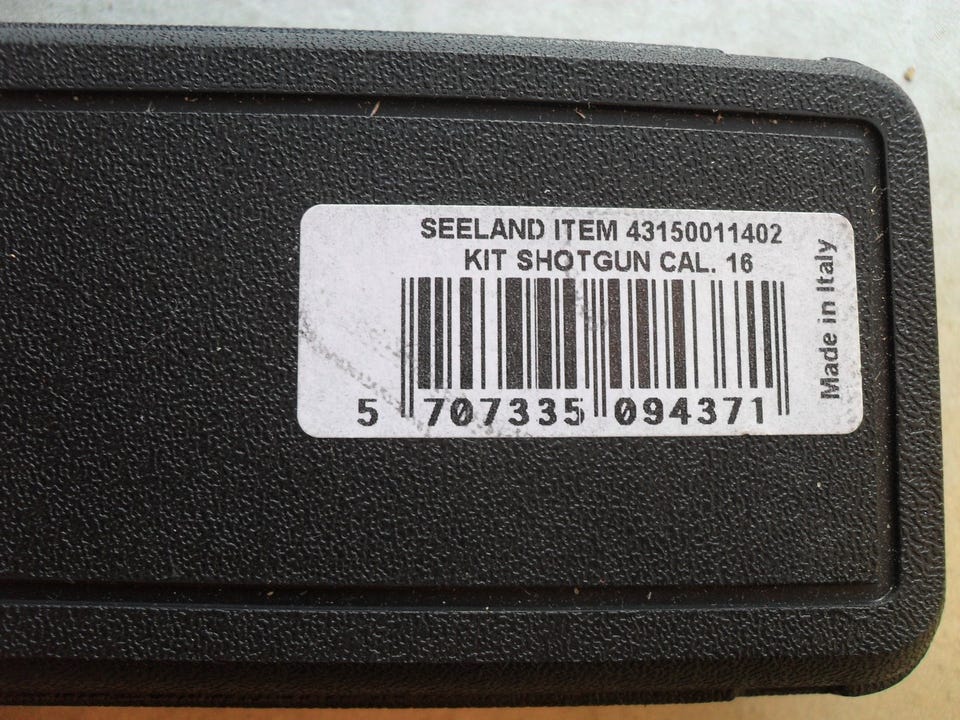 SEELAND ITEM 43150011402
KIT SHOTGUN CAL. 16
5 707335 094371
Made in Italy